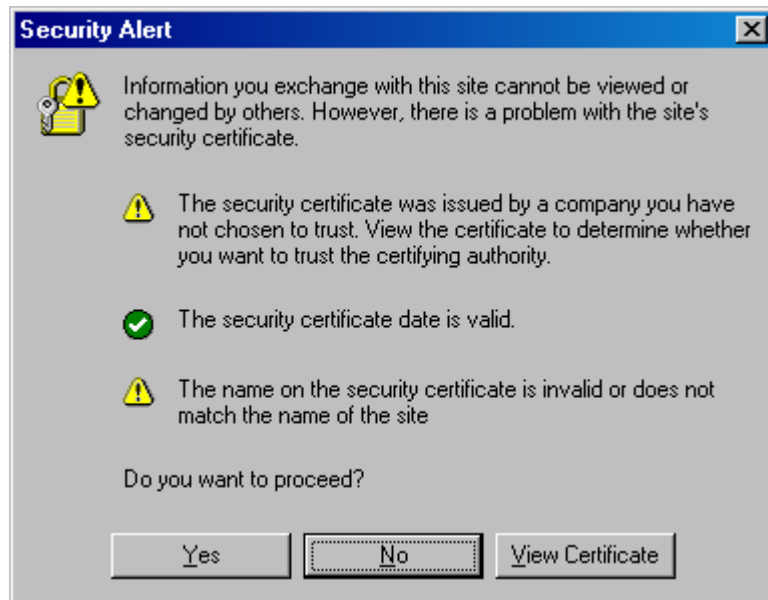 Security Alert
Information you exchange with this site cannot be viewed or
changed by others. However, there is a problem with the site's
security certificate.
The security certificate was issued by a company you have
not chosen to trust. View the certificate to determine whether
you want to trust the certifying authority.
The security certificate date is valid.
The name on the security certificate is invalid or does not
match the name of the site
Do you want to proceed?
Yes No View Certificate